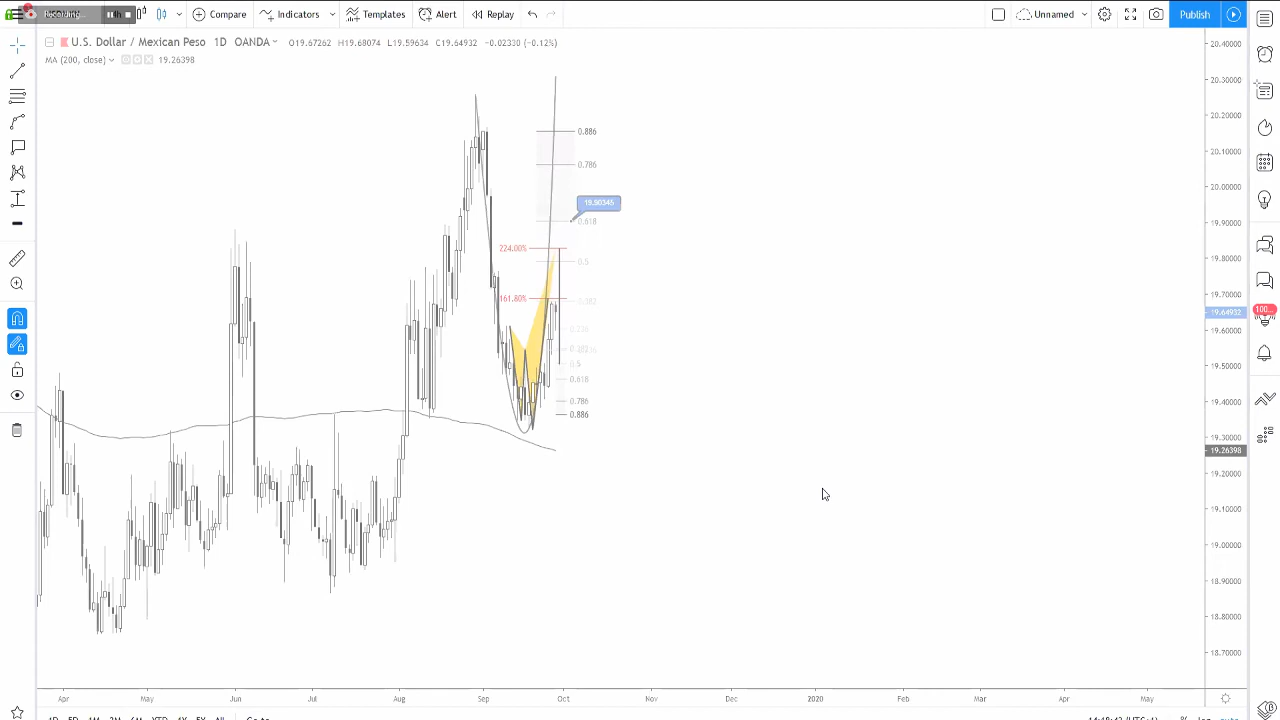 Recording...
Compare
Indicators
Templates
Alert
Replay
Unnamed
Publish
U.S. Dollar / Mexican Peso 1D OANDA O19.67262 H19.68074 L19.59634 C19.64932 −0.02330 (−0.12%)
MA (200, close) 19.26398
20.40000
20.30000
20.20000
20.10000
20.00000
19.90000
19.80000
19.70000
19.64932
19.60000
19.50000
19.40000
19.30000
19.26398
19.20000
19.10000
19.00000
18.90000
18.80000
18.70000
0.886
0.786
19.90346
0.618
224.00%
0.5
161.80%
0.5
0.618
0.786
0.886
100...
Apr May Jun Jul Aug Sep Oct Nov Dec 2020 Feb Mar Apr May